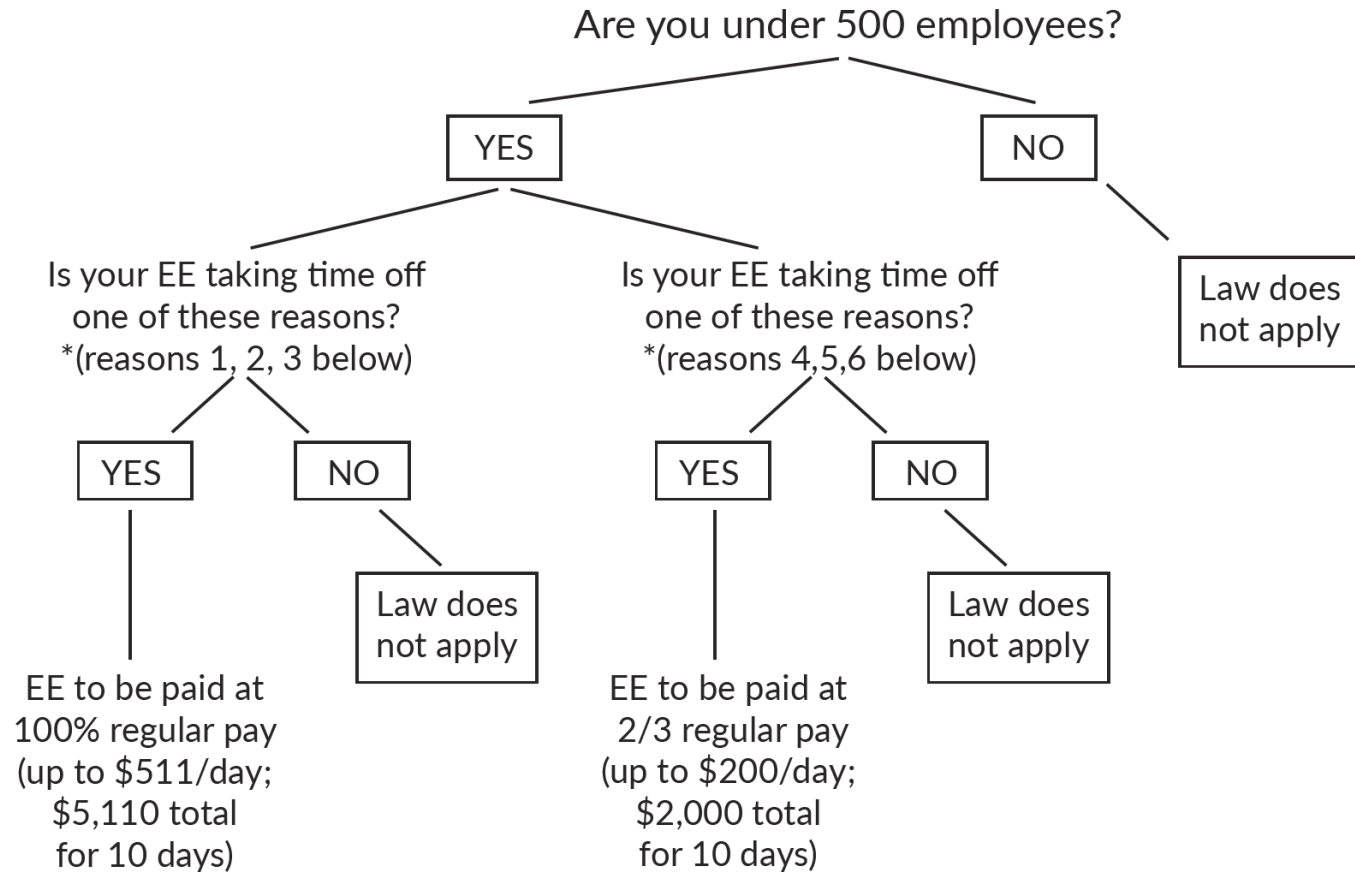 Are you under 500 employees?
YES
NO
Is your EE taking time off
one of these reasons?
*(reasons 1, 2, 3 below)
Is your EE taking time off
one of these reasons?
*(reasons 4,5,6 below)
Law does
not apply
YES
NO
YES
NO
Law does
not apply
Law does
not apply
EE to be paid at
100% regular pay
(up to $511/day;
$5,110 total
for 10 days)
EE to be paid at
2/3 regular pay
(up to $200/day;
$2,000 total
for 10 days)